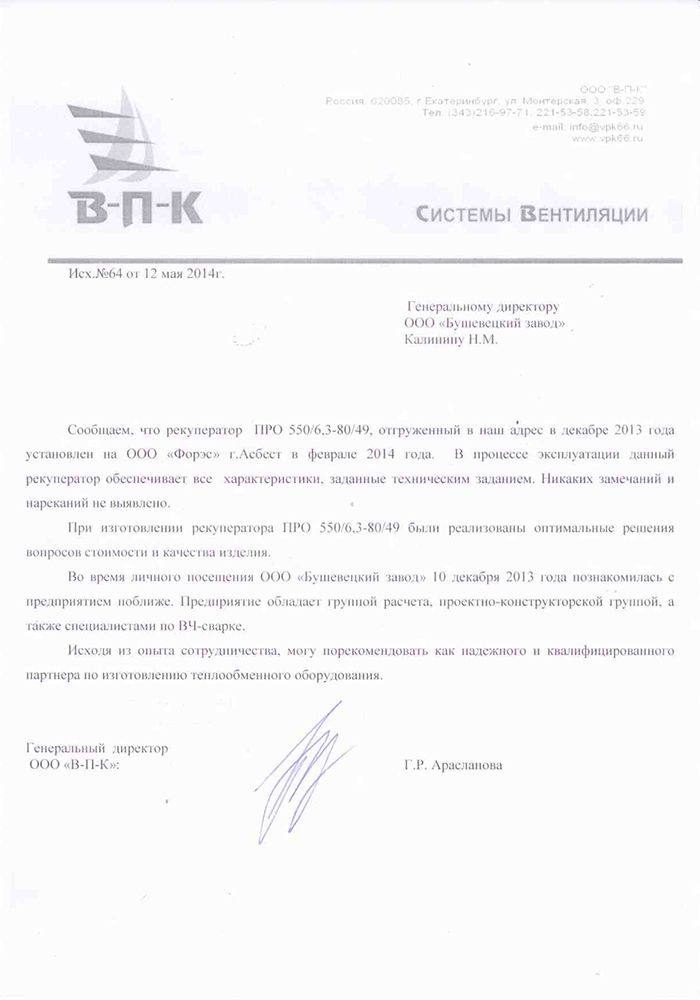 ООО "В-П-К"
Россия, 620085, г.Екатеринбург, ул. Монтерская, 3, оф.229
Тел. (343)216-97-71, 221-53-58,221-53-59
e-mail: info@vpk66.ru
www.vpk66.ru
В-П-К
Системы Вентиляции
Исх.№64 от 12 мая 2014г.
Генеральному директору
ООО «Бушевецкий завод»
Калинину Н.М.
Сообщаем, что рекуператор ПРО 550/6,3-80/49, отгруженный в наш адрес в декабре 2013 года
установлен на ООО «Форэс» г.Асбест в феврале 2014 года. В процессе эксплуатации данный
рекуператор обеспечивает все характеристики, заданные техническим заданием. Никаких замечаний и
нареканий не выявлено.
При изготовлении рекуператора ПРО 550/6,3-80/49 были реализованы оптимальные решения
вопросов стоимости и качества изделия.
Во время личного посещения ООО «Бушевецкий завод» 10 декабря 2013 года познакомилась с
предприятием поближе. Предприятие обладает группой расчета, проектно-конструкторской группой, а
также специалистами по ВЧ-сварке.
Исходя из опыта сотрудничества, могу порекомендовать как надежного и квалифицированного
партнера по изготовлению теплообменного оборудования.
Генеральный директор
ООО «В-П-К»:
Г.Р. Арасланова